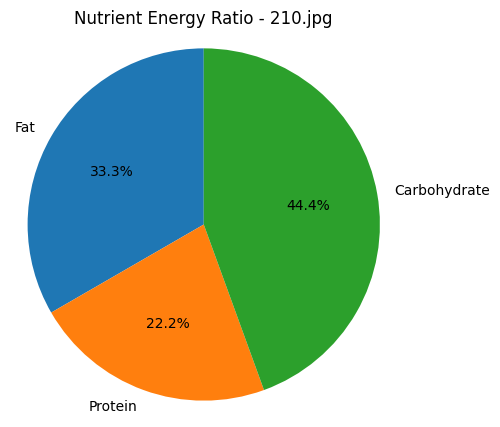 Nutrient Energy Ratio - 210.jpg
Fat
33.3%
Carbohydrate
44.4%
22.2%
Protein